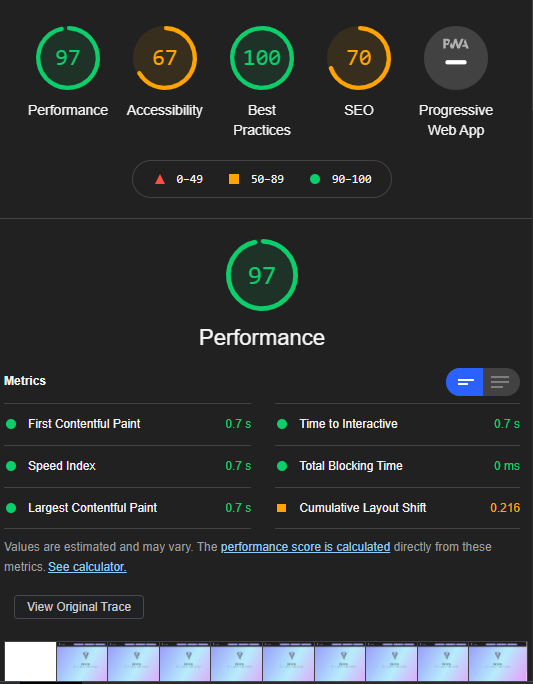 97 67 100 70 PWA
Performance Accessibility Best Practices SEO Progressive Web App
0–49 50–89 90–100
97
Performance
Metrics
First Contentful Paint 0.7 s
Time to Interactive 0.7 s
Speed Index 0.7 s
Total Blocking Time 0 ms
Largest Contentful Paint 0.7 s
Cumulative Layout Shift 0.216
Values are estimated and may vary. The performance score is calculated directly from these
metrics. See calculator.
View Original Trace